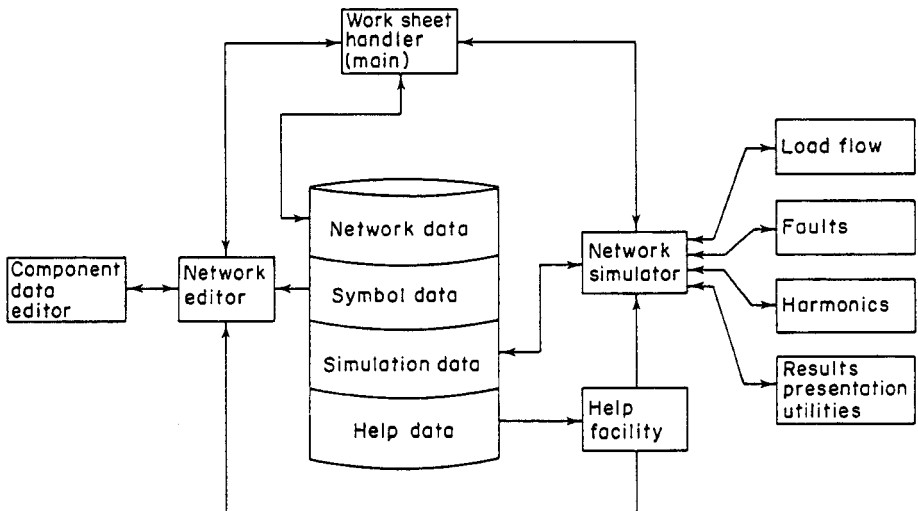 Work sheet
handler
(main)
Load flow
Faults
Network data
Network
simulator
Component
data
editor
Network
editor
Symbol data
Harmonics
Simulation data
Results
presentation
utilities
Help
facility
Help data